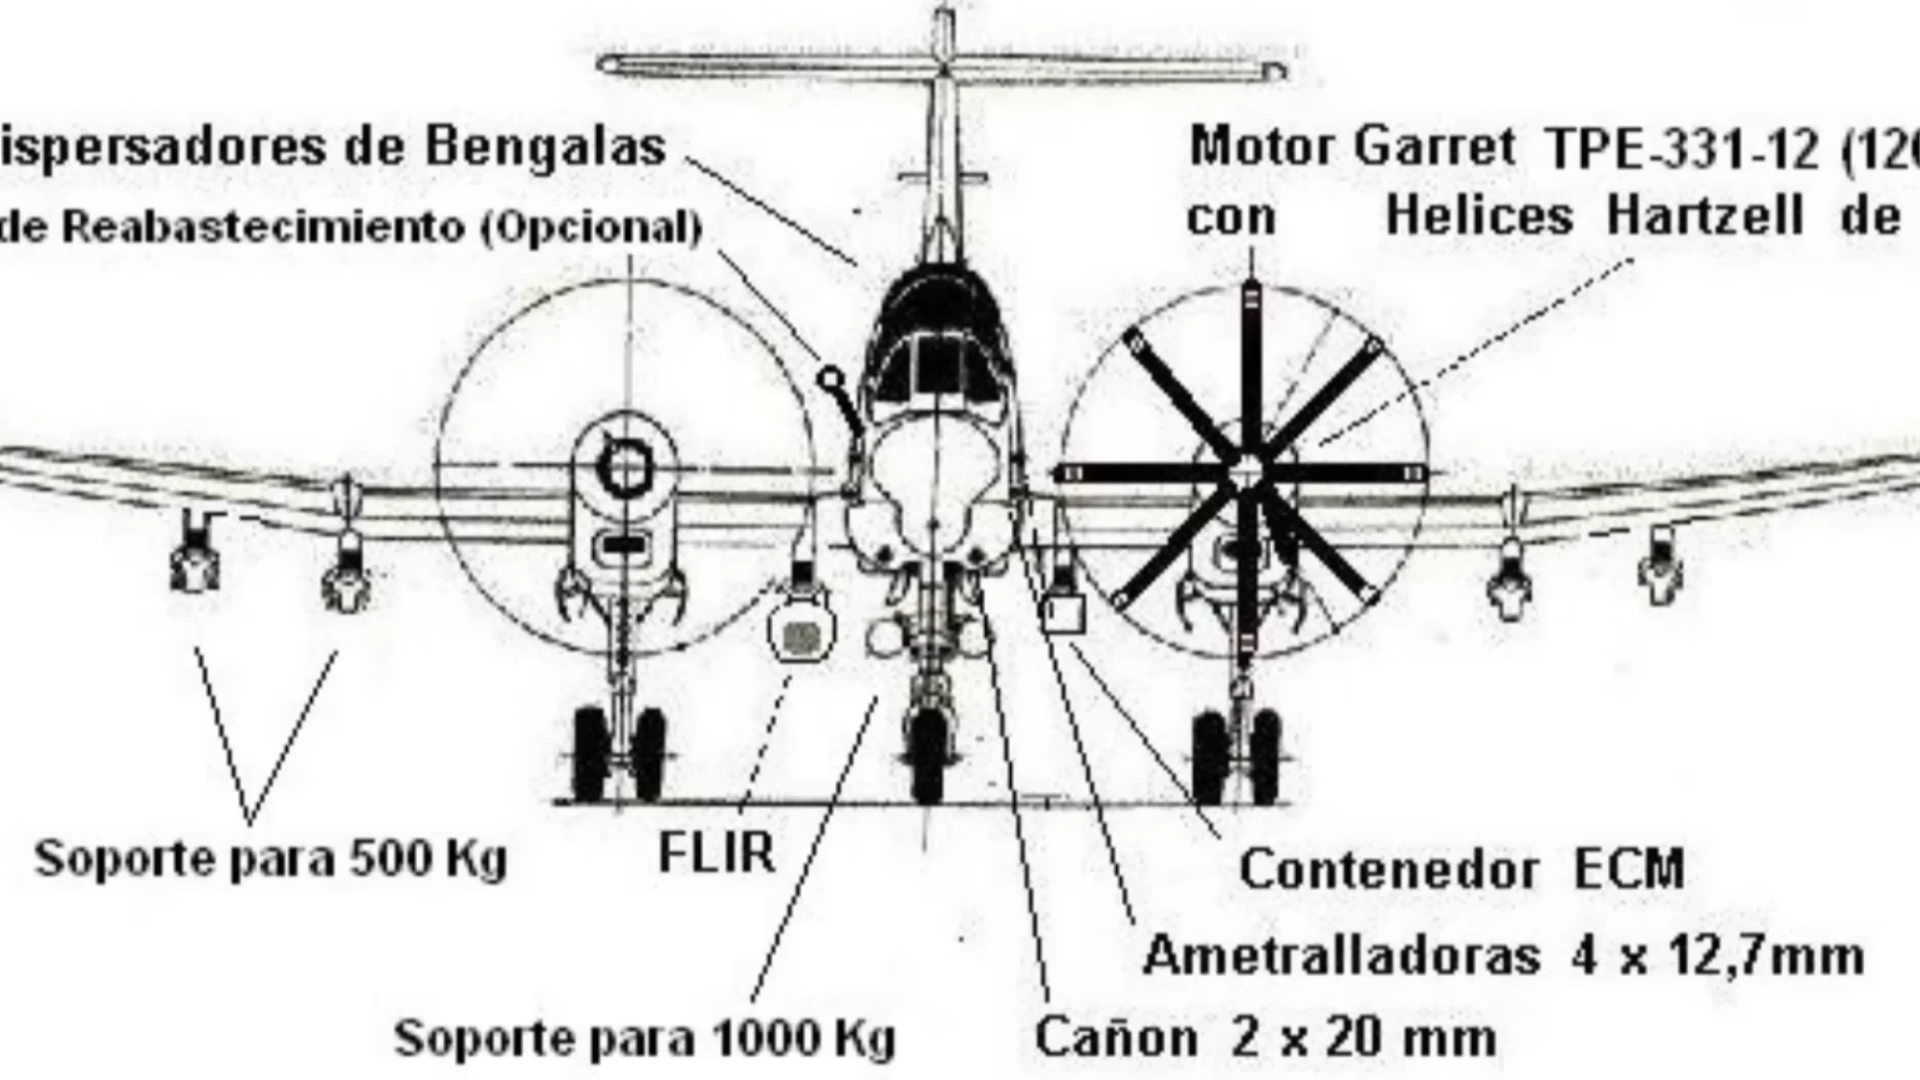 ispersadores de Bengalas
de Reabastecimiento (Opcional)
Motor Garret TPE-331-12 (120
con Helices Hartzell de
Soporte para 500 Kg
FLIR
Contenedor ECM
Ametralladoras 4 x 12,7mm
Soporte para 1000 Kg
Cañon 2 x 20 mm